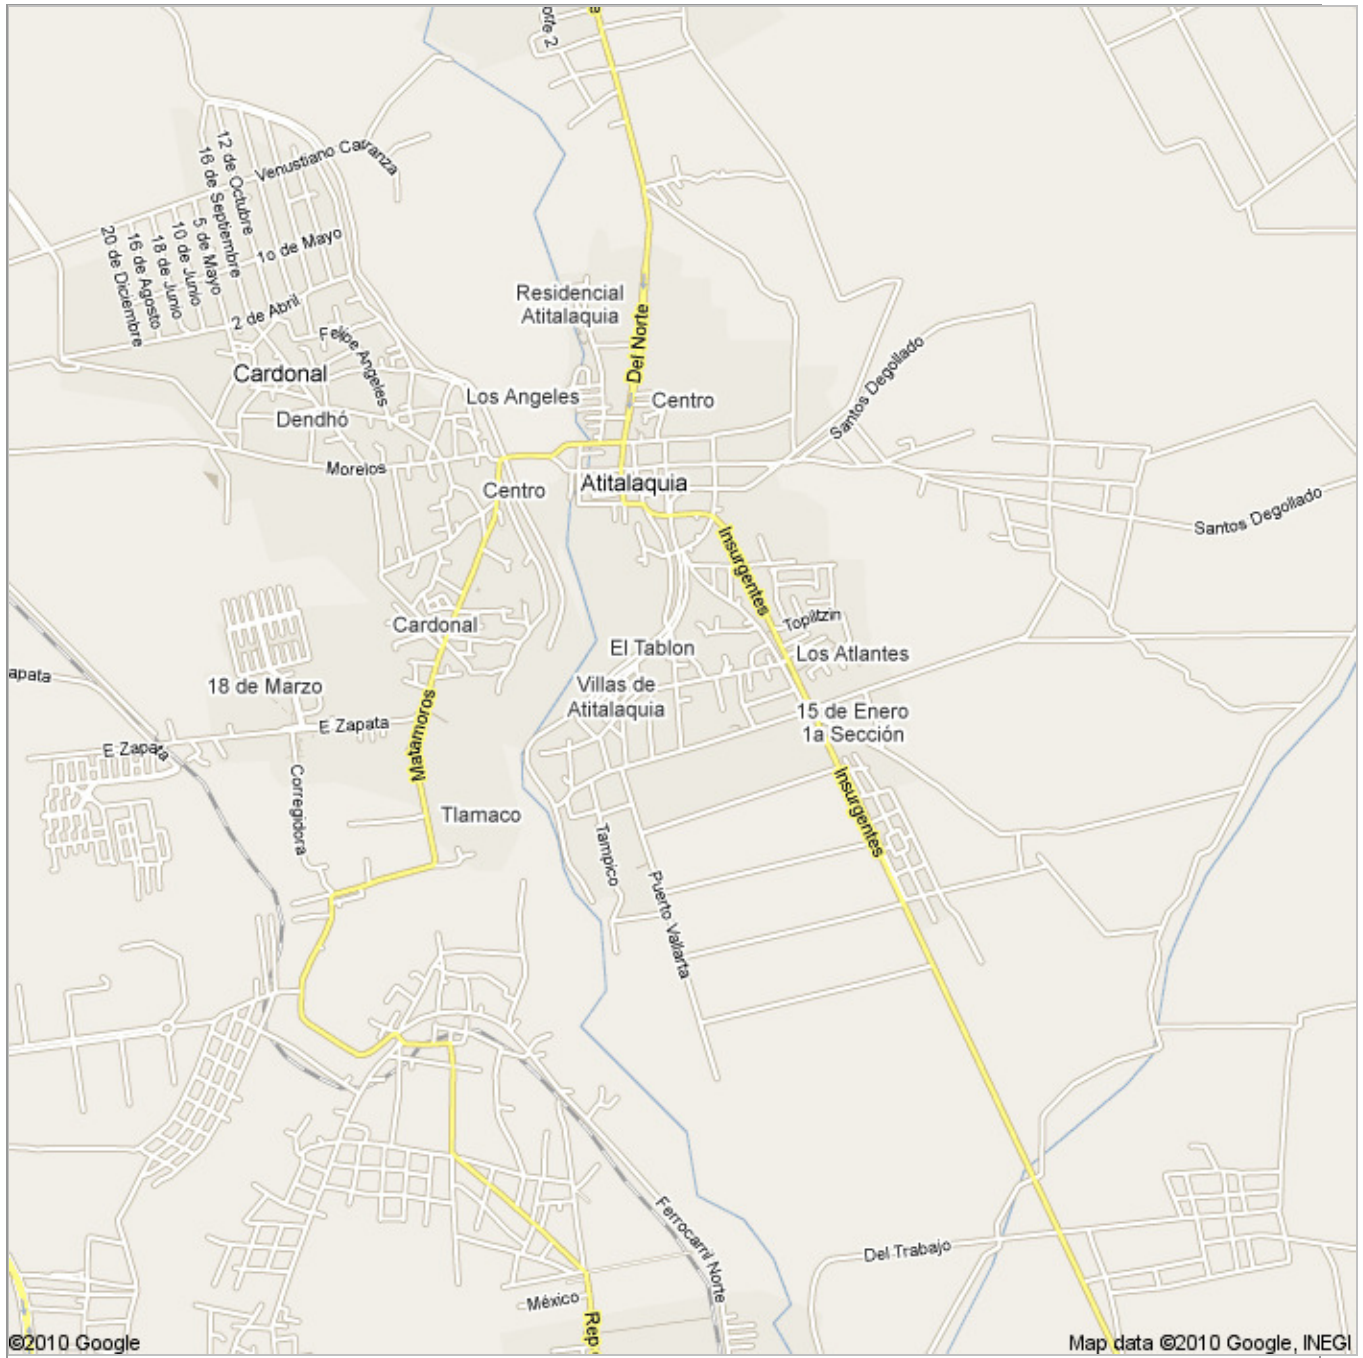 12 de Octubre
16 de Septiembre
5 de Mayo
10 de Junio
18 de Junio
16 de Agosto
20 de Diciembre
Venustiano Carranza
1o de Mayo
2 de Abril
Felipe Angeles
Cardonal
Dendhó
Morelos
Residencial
Atitalaquia
Del Norte
Los Angeles
Centro
Santos Degollado
Centro
Atitalaquia
Santos Degollado
Insurgentes
Topiltzin
Cardonal
El Tablon
Los Atlantes
18 de Marzo
Villas de
Atitalaquia
15 de Enero
1a Sección
apata
E Zapata
E Zapata
Matamoros
Corregidora
Tlamaco
Insurgentes
Tampico
Puerto Vallarta
Ferrocarril Norte
Del Trabajo
México
Rep
©2010 Google
Map data ©2010 Google, INEGI